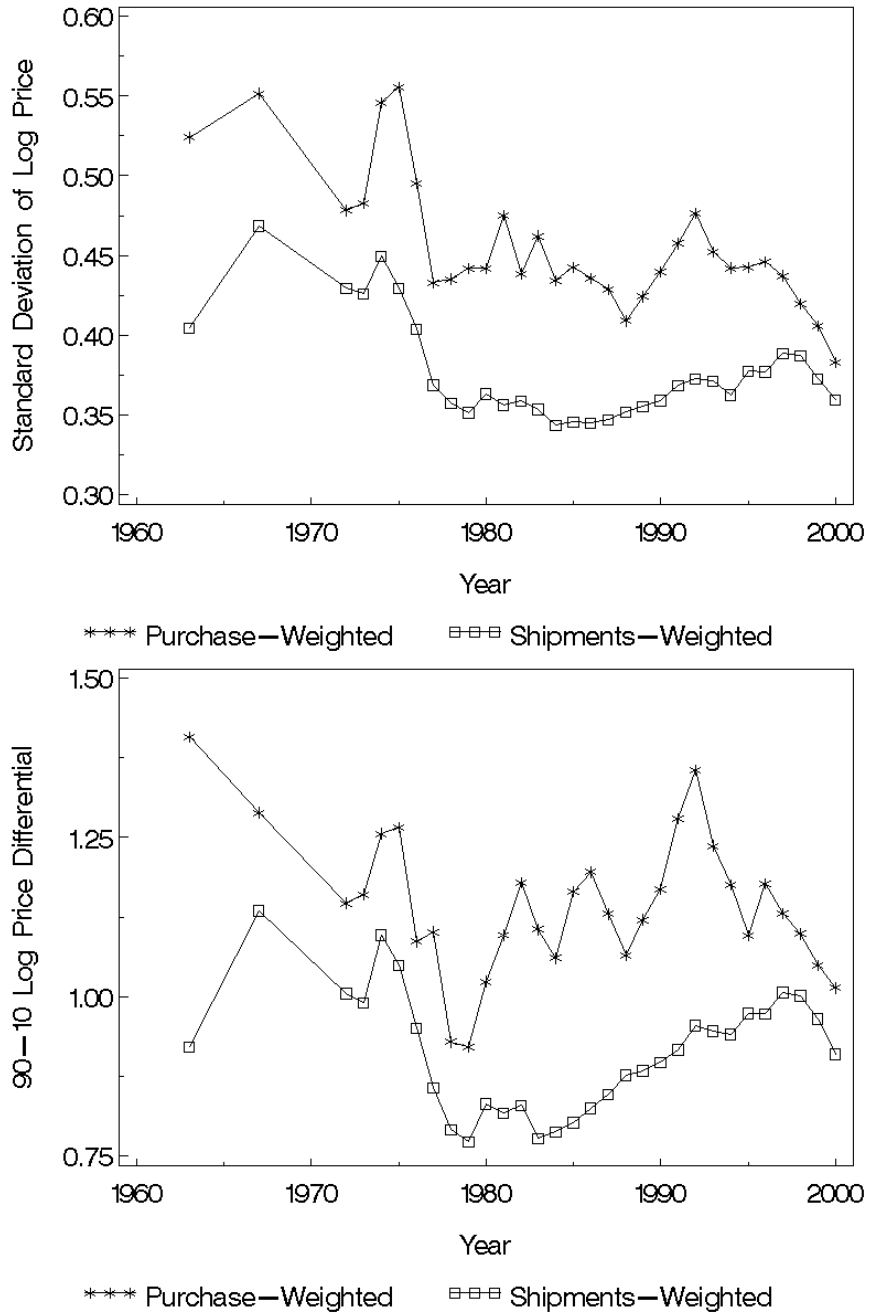 0.60
0.55
0.50
0.45
0.40
0.35
0.30
Standard Deviation of Log Price
1960 1970 1980 1990 2000
Year
Purchase–Weighted Shipments–Weighted
1.50
1.25
1.00
0.75
90–10 Log Price Differential
1960 1970 1980 1990 2000
Year
Purchase–Weighted Shipments–Weighted